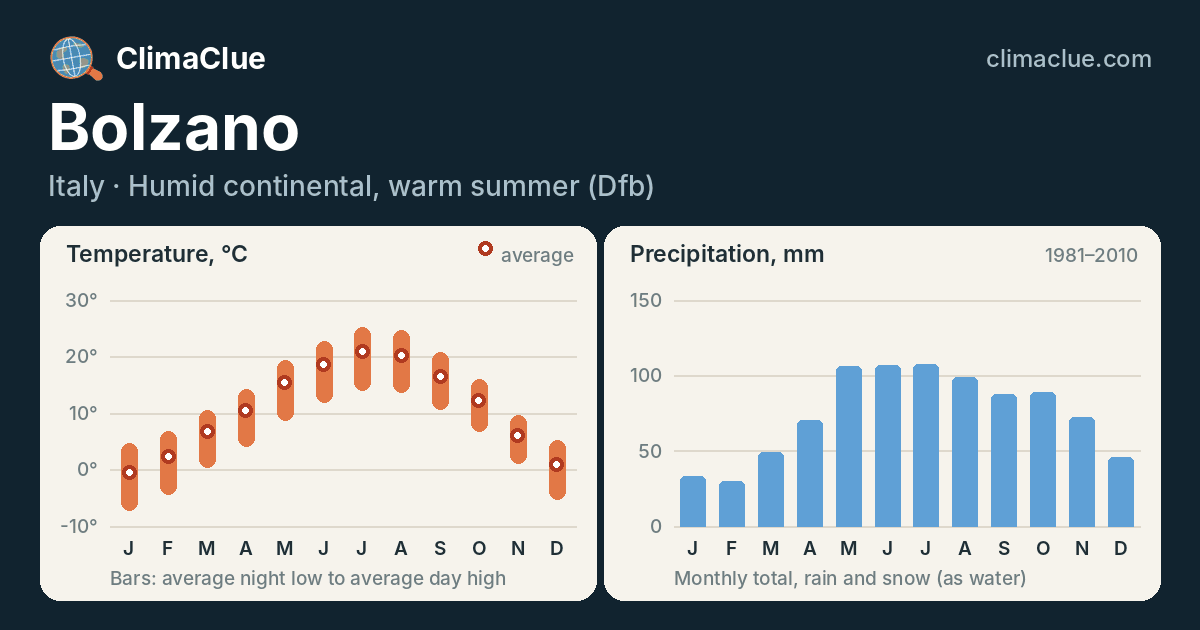 ClimaClue
climaclue.com
Bolzano
Italy · Humid continental, warm summer (Dfb)
Temperature, °C
average
30°
20°
10°
0°
-10°
J F M A M J J A S O N D
Bars: average night low to average day high
Precipitation, mm
1981–2010
150
100
50
0
J F M A M J J A S O N D
Monthly total, rain and snow (as water)